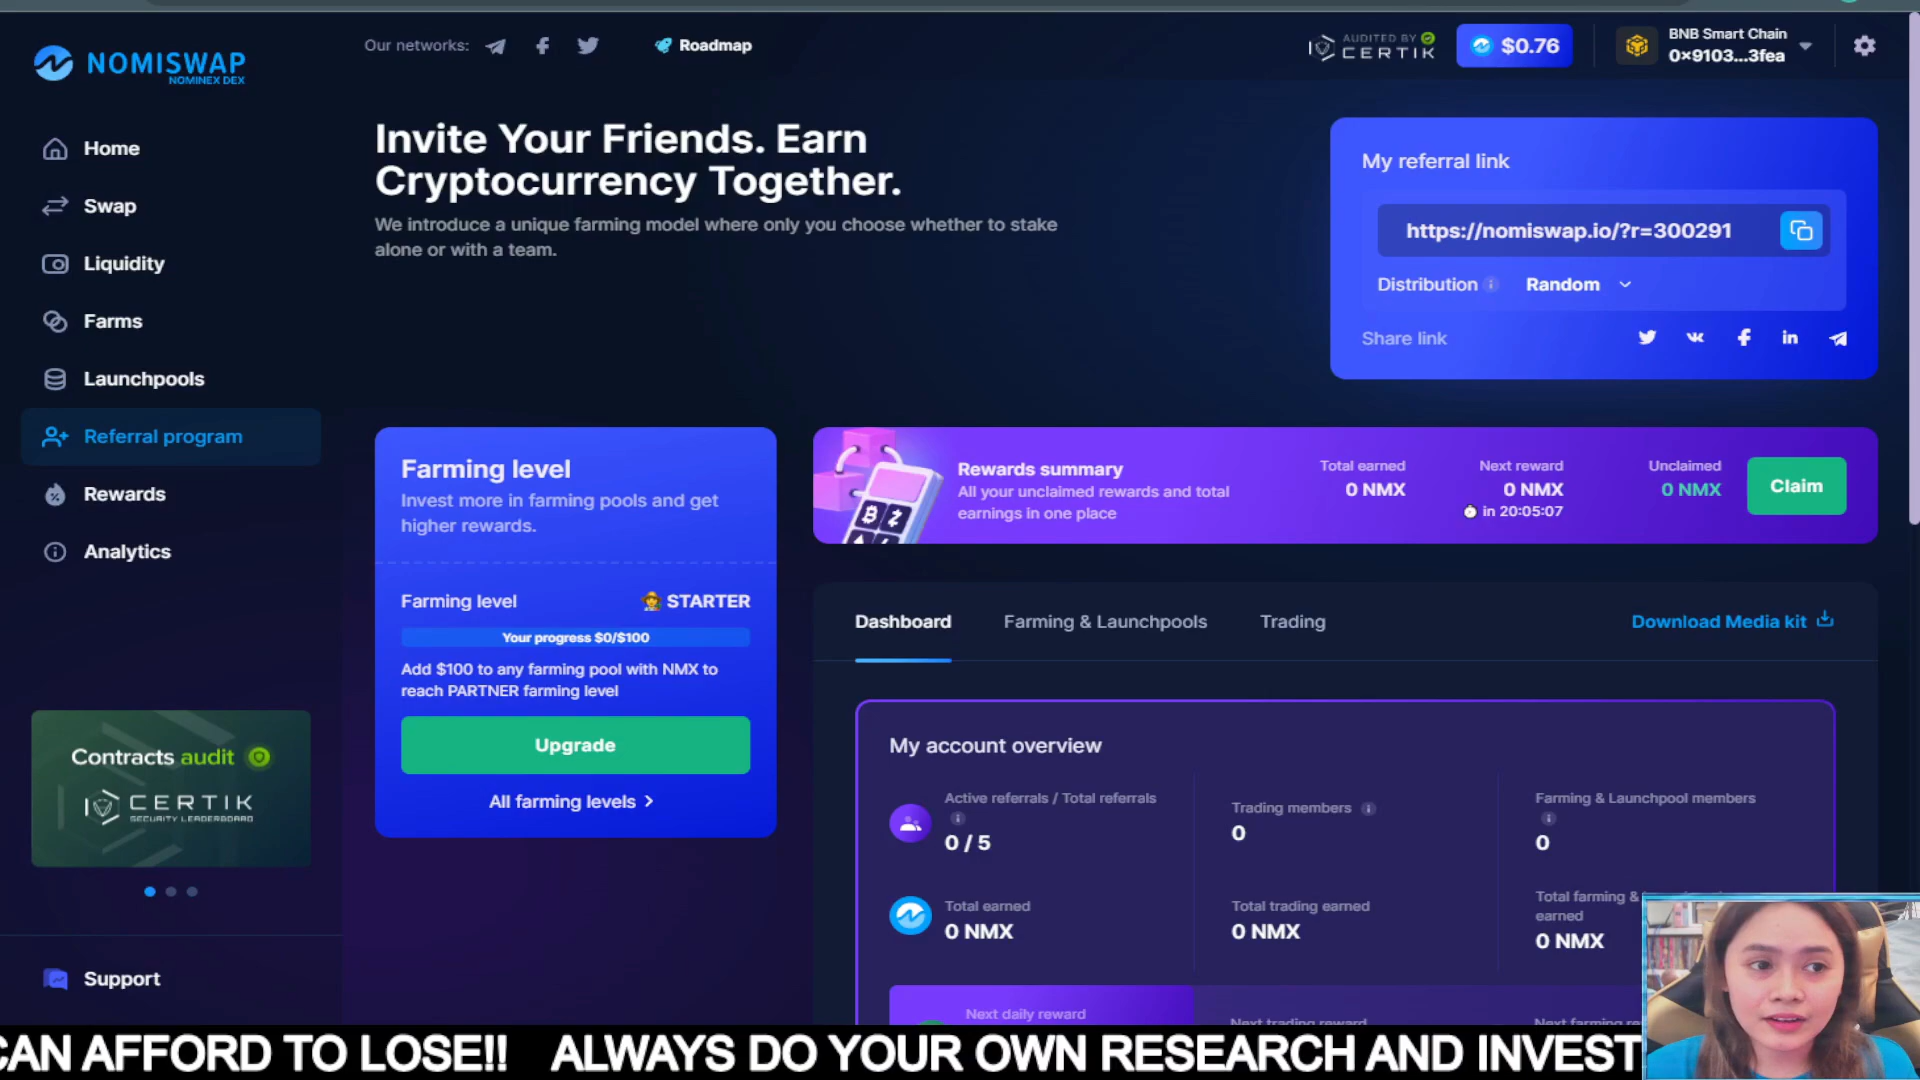 NOMISWAP
NOMINEX DEX
Our networks:
Roadmap
AUDITED BY
CERTIK
$0.76
BNB Smart Chain
0×9103...3fea
Home
Swap
Liquidity
Farms
Launchpools
Referral program
Rewards
Analytics
Contracts audit
CERTIK
SECURITY LEADERBOARD
Support
Invite Your Friends. Earn
Cryptocurrency Together.
We introduce a unique farming model where only you choose whether to stake
alone or with a team.
My referral link
https://nomiswap.io/?r=300291
Distribution
Random
Share link
Farming level
Invest more in farming pools and get
higher rewards.
Farming level
STARTER
Your progress $0/$100
Add $100 to any farming pool with NMX to
reach PARTNER farming level
Upgrade
All farming levels
Rewards summary
All your unclaimed rewards and total
earnings in one place
Total earned
0 NMX
Next reward
0 NMX
in 20:05:07
Unclaimed
0 NMX
Claim
Dashboard
Farming & Launchpools
Trading
Download Media kit
My account overview
Active referrals / Total referrals
0 / 5
Trading members
0
Farming & Launchpool members
0
Total earned
0 NMX
Total trading earned
0 NMX
Total farming &
earned
0 NMX
Next daily reward
Next trading reward
Next farming re
CAN AFFORD TO LOSE!! ALWAYS DO YOUR OWN RESEARCH AND INVEST